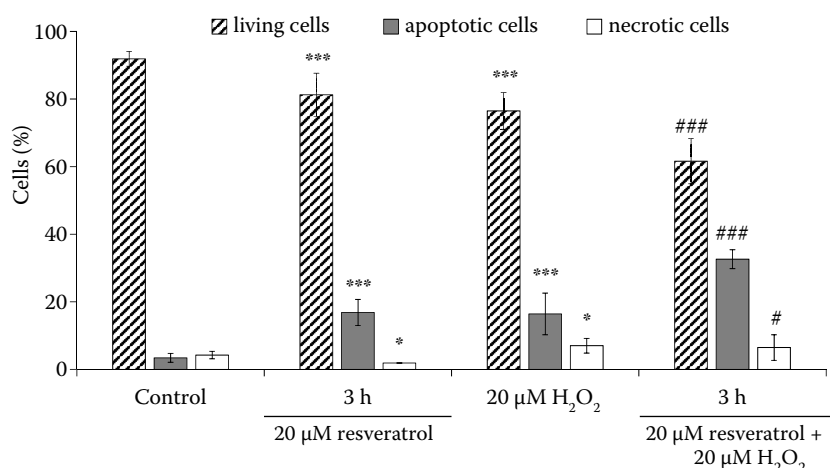 living cells apoptotic cells necrotic cells
Cells (%)
100
80
60
40
20
0
*** *** ###
*** *** ###
* * #
Control 3 h 20 µM H₂O₂ 3 h
20 µM resveratrol 20 µM resveratrol +
20 µM H₂O₂